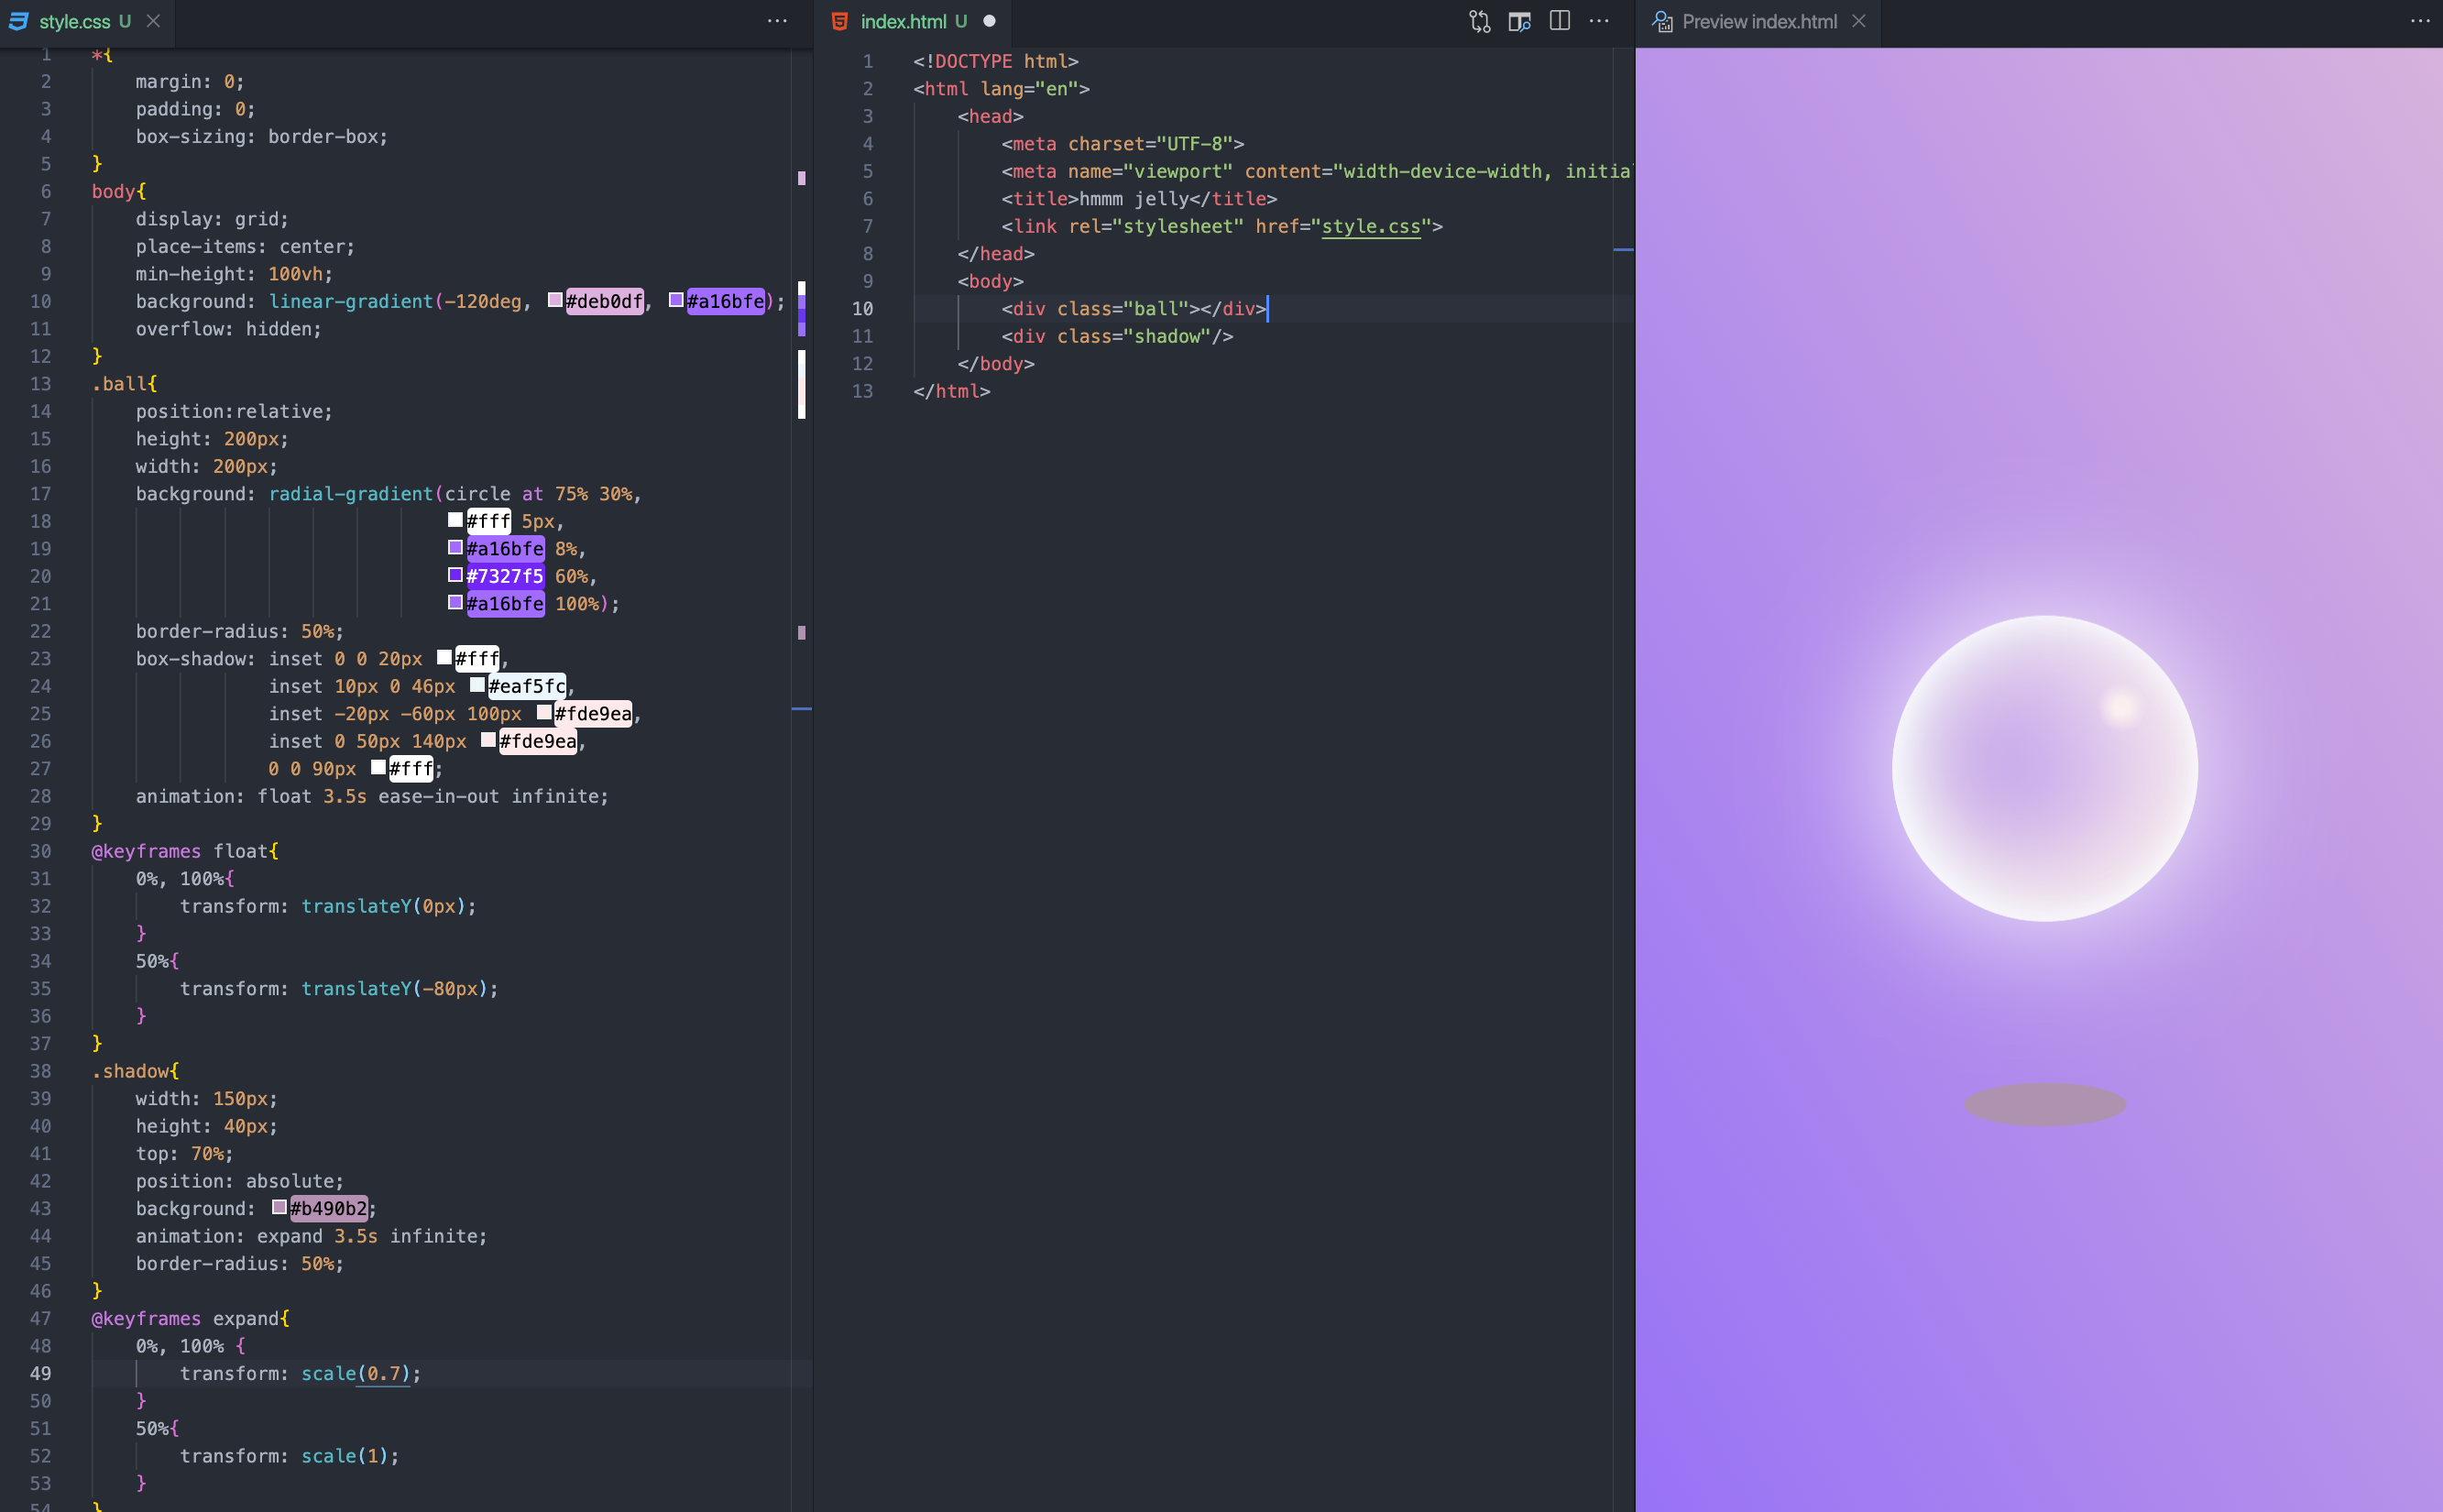 style.css U
1 *{
2 margin: 0;
3 padding: 0;
4 box-sizing: border-box;
5 }
6 body{
7 display: grid;
8 place-items: center;
9 min-height: 100vh;
10 background: linear-gradient(-120deg, #deb0df, #a16bfe);
11 overflow: hidden;
12 }
13 .ball{
14 position:relative;
15 height: 200px;
16 width: 200px;
17 background: radial-gradient(circle at 75% 30%,
18 #fff 5px,
19 #a16bfe 8%,
20 #7327f5 60%,
21 #a16bfe 100%);
22 border-radius: 50%;
23 box-shadow: inset 0 0 20px #fff,
24 inset 10px 0 46px #eaf5fc,
25 inset -20px -60px 100px #fde9ea,
26 inset 0 50px 140px #fde9ea,
27 0 0 90px #fff;
28 animation: float 3.5s ease-in-out infinite;
29 }
30 @keyframes float{
31 0%, 100%{
32 transform: translateY(0px);
33 }
34 50%{
35 transform: translateY(-80px);
36 }
37 }
38 .shadow{
39 width: 150px;
40 height: 40px;
41 top: 70%;
42 position: absolute;
43 background: #b490b2;
44 animation: expand 3.5s infinite;
45 border-radius: 50%;
46 }
47 @keyframes expand{
48 0%, 100% {
49 transform: scale(0.7);
50 }
51 50%{
52 transform: scale(1);
53 }
54 }
index.html U
1 <!DOCTYPE html>
2 <html lang="en">
3 <head>
4 <meta charset="UTF-8">
5 <meta name="viewport" content="width-device-width, initia
6 <title>hmmm jelly</title>
7 <link rel="stylesheet" href="style.css">
8 </head>
9 <body>
10 <div class="ball"></div>
11 <div class="shadow"/>
12 </body>
13 </html>
Preview index.html